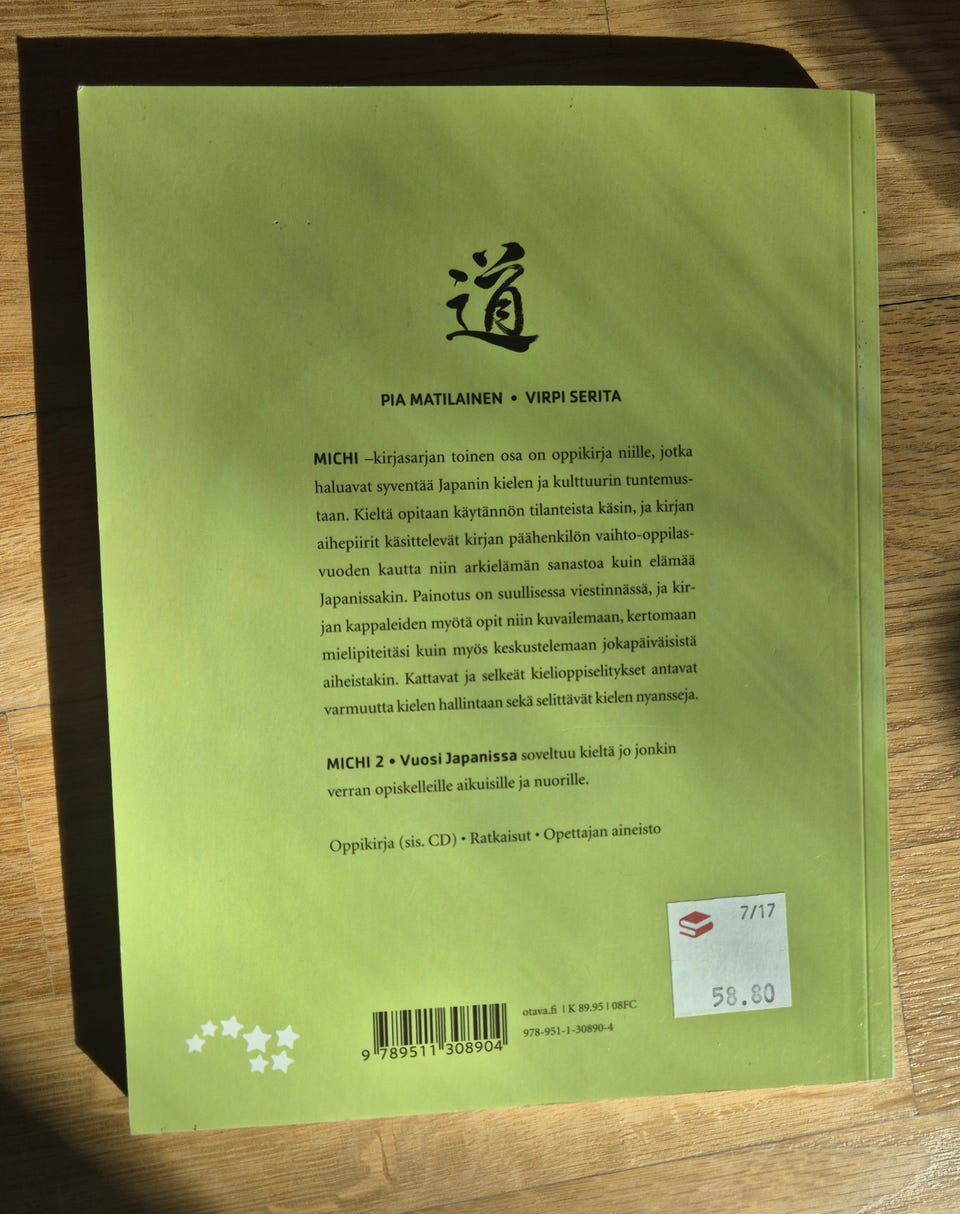 道
PIA MATILAINEN • VIRPI SERITA
MICHI –kirjasarjan toinen osa on oppikirja niille, jotka
haluavat syventää Japanin kielen ja kulttuurin tuntemus-
taan. Kieltä opitaan käytännön tilanteista käsin, ja kirjan
aihepiirit käsittelevät kirjan päähenkilön vaihto-oppilas-
vuoden kautta niin arkielämän sanastoa kuin elämää
Japanissakin. Painotus on suullisessa viestinnässä, ja kir-
jan kappaleiden myötä opit niin kuvailemaan, kertomaan
mielipiteitäsi kuin myös keskustelemaan jokapäiväisistä
aiheistakin. Kattavat ja selkeät kielioppiselitykset antavat
varmuutta kielen hallintaan sekä selittävät kielen nyansseja.
MICHI 2 • Vuosi Japanissa soveltuu kieltä jo jonkin
verran opiskelleille aikuisille ja nuorille.
Oppikirja (sis. CD) • Ratkaisut • Opettajan aineisto
7/17
58.80
otava.fi | K 89.95 | 08FC
978-951-1-30890-4
9 789511 308904